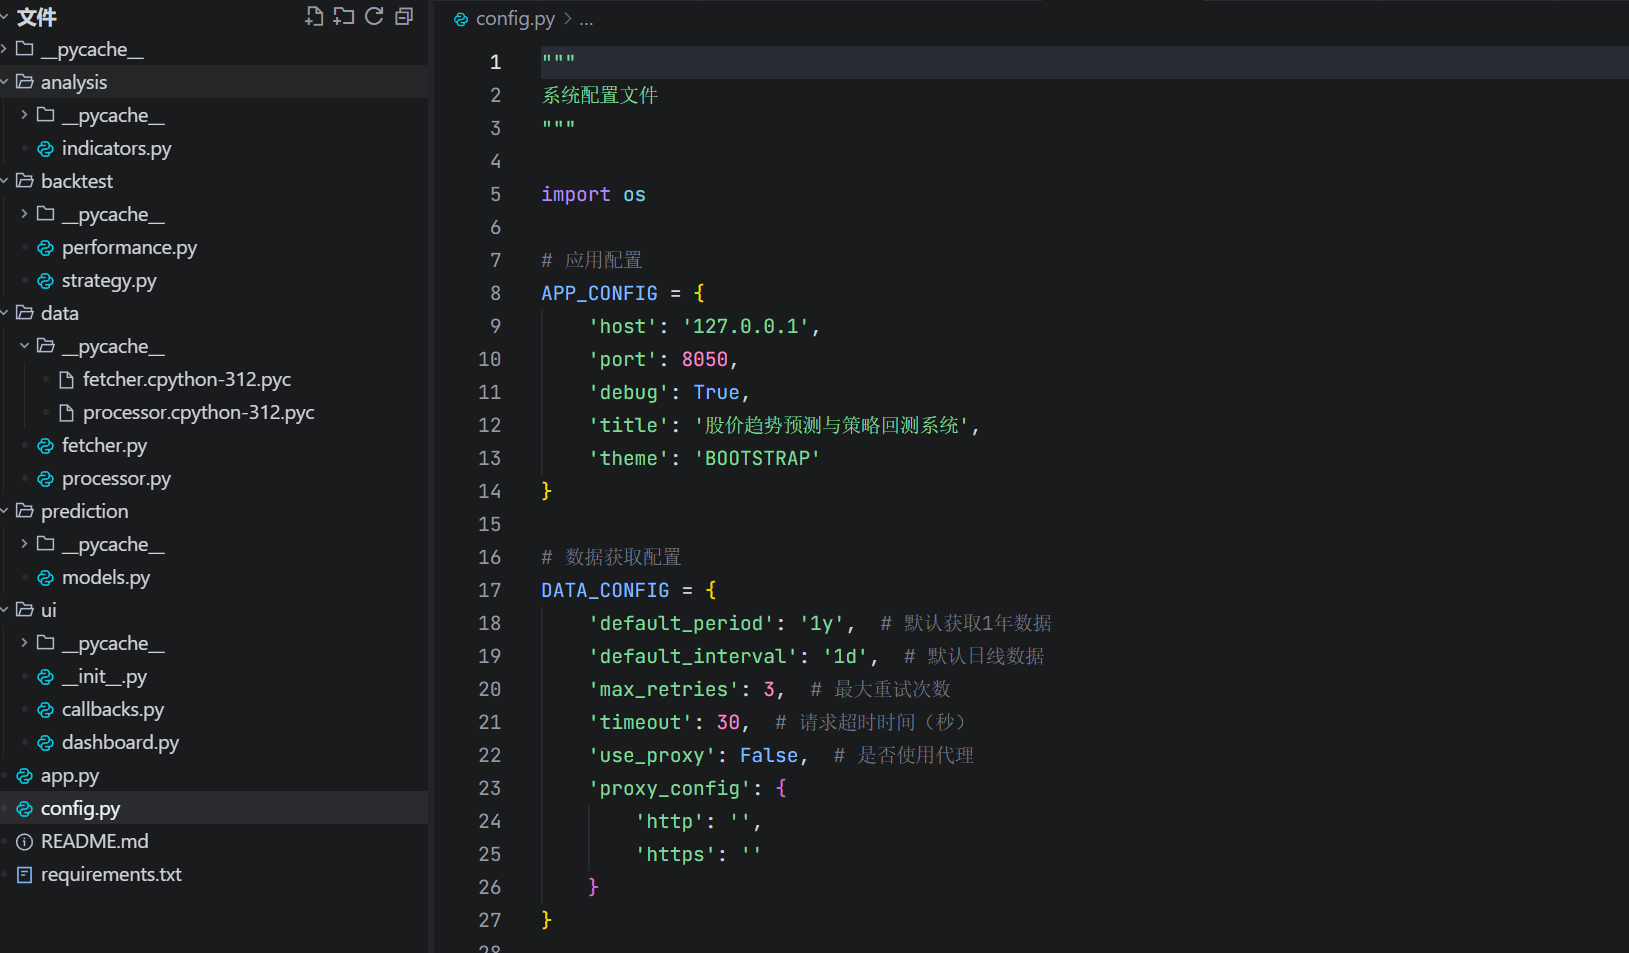 文件
__pycache__
analysis
__pycache__
indicators.py
backtest
__pycache__
performance.py
strategy.py
data
__pycache__
fetcher.cpython-312.pyc
processor.cpython-312.pyc
fetcher.py
processor.py
prediction
__pycache__
models.py
ui
__pycache__
__init__.py
callbacks.py
dashboard.py
app.py
config.py
README.md
requirements.txt
config.py > ...
1 """
2 系统配置文件
3 """
4
5 import os
6
7 # 应用配置
8 APP_CONFIG = {
9 'host': '127.0.0.1',
10 'port': 8050,
11 'debug': True,
12 'title': '股价趋势预测与策略回测系统',
13 'theme': 'BOOTSTRAP'
14 }
15
16 # 数据获取配置
17 DATA_CONFIG = {
18 'default_period': '1y', # 默认获取1年数据
19 'default_interval': '1d', # 默认日线数据
20 'max_retries': 3, # 最大重试次数
21 'timeout': 30, # 请求超时时间（秒）
22 'use_proxy': False, # 是否使用代理
23 'proxy_config': {
24 'http': '',
25 'https': ''
26 }
27 }
28